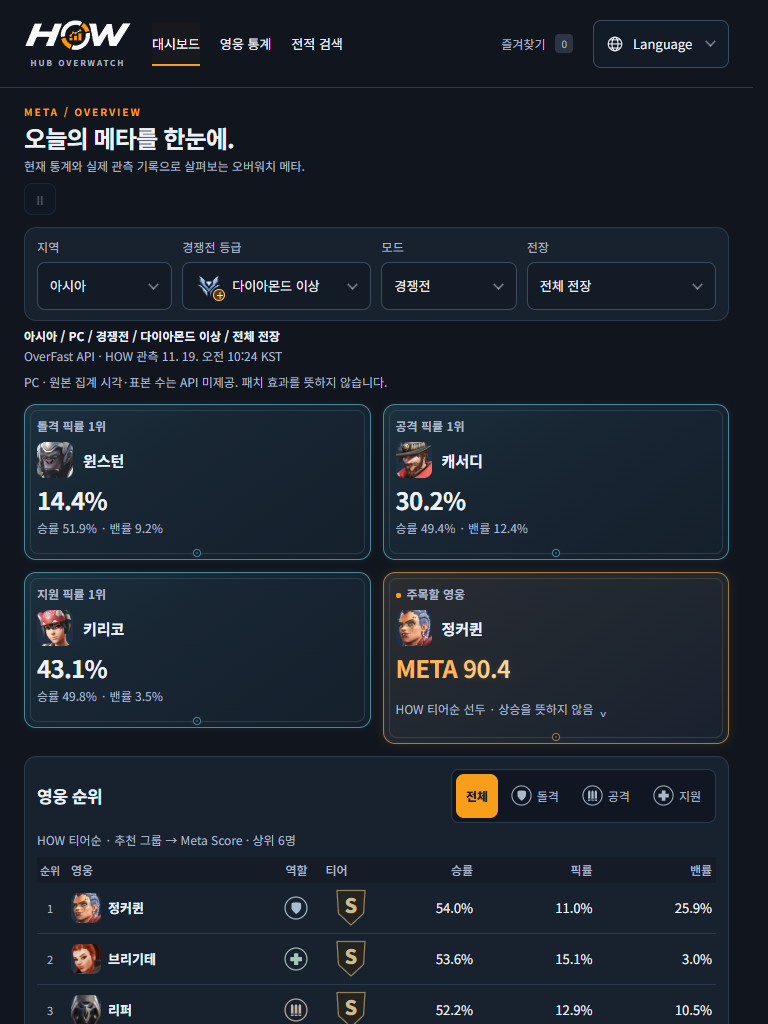 HOW
HUB OVERWATCH
대시보드 영웅 통계 전적 검색 즐겨찾기 0 Language
META / OVERVIEW
오늘의 메타를 한눈에.
현재 통계와 실제 관측 기록으로 살펴보는 오버워치 메타.
지역 경쟁전 등급 모드 전장
아시아 다이아몬드 이상 경쟁전 전체 전장
아시아 / PC / 경쟁전 / 다이아몬드 이상 / 전체 전장
OverFast API · HOW 관측 11. 19. 오전 10:24 KST
PC · 원본 집계 시각·표본 수는 API 미제공. 패치 효과를 뜻하지 않습니다.
돌격 픽률 1위
윈스턴
14.4%
승률 51.9% · 밴률 9.2%
공격 픽률 1위
캐서디
30.2%
승률 49.4% · 밴률 12.4%
지원 픽률 1위
키리코
43.1%
승률 49.8% · 밴률 3.5%
주목할 영웅
정커퀸
META 90.4
HOW 티어순 선두 · 상승을 뜻하지 않음
영웅 순위 전체 돌격 공격 지원
HOW 티어순 · 추천 그룹 → Meta Score · 상위 6명
순위 영웅 역할 티어 승률 픽률 밴률
1 정커퀸 S 54.0% 11.0% 25.9%
2 브리기테 S 53.6% 15.1% 3.0%
3 리퍼 S 52.2% 12.9% 10.5%